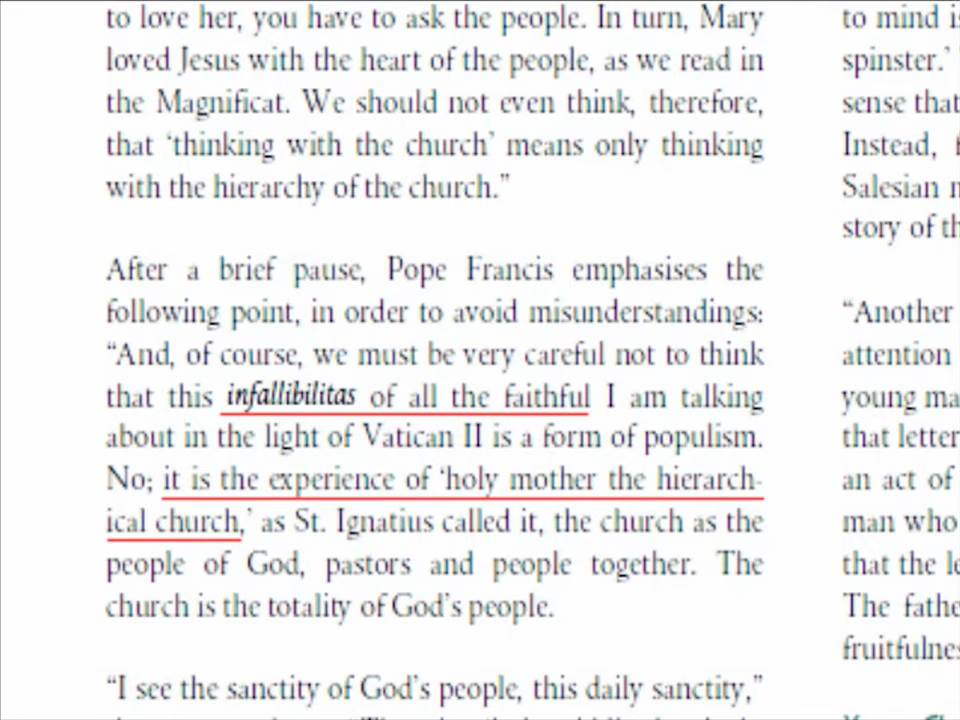 to love her, you have to ask the people. In turn, Mary
loved Jesus with the heart of the people, as we read in
the Magnificat. We should not even think, therefore,
that ‘thinking with the church’ means only thinking
with the hierarchy of the church.”
After a brief pause, Pope Francis emphasises the
following point, in order to avoid misunderstandings:
“And, of course, we must be very careful not to think
that this infallibilitas of all the faithful I am talking
about in the light of Vatican II is a form of populism.
No; it is the experience of ‘holy mother the hierarch-
ical church,’ as St. Ignatius called it, the church as the
people of God, pastors and people together. The
church is the totality of God’s people.
“I see the sanctity of God’s people, this daily sanctity,”
to mind
spinster.’
sense that
Instead,
Salesian
story of
“Another
attention
young
that letter
an act of
man who
that the
The